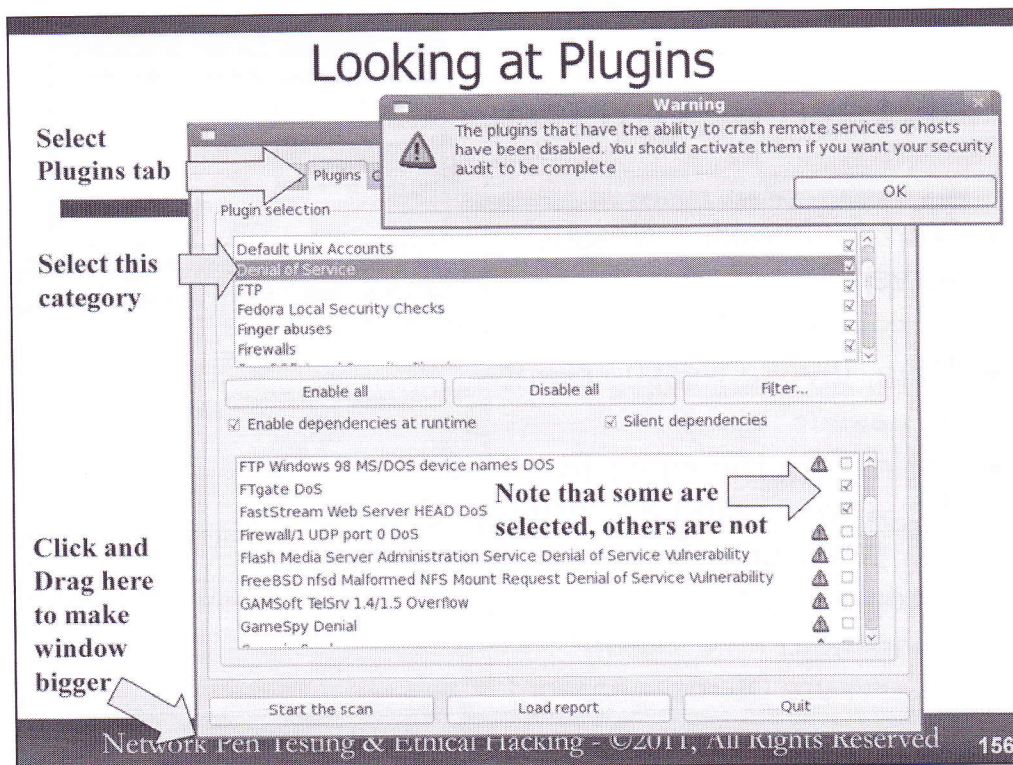 Looking at Plugins
Warning
The plugins that have the ability to crash remote services or hosts
have been disabled. You should activate them if you want your security
audit to be complete
OK
Select
Plugins tab
Plugins
Plugin selection
Select this
category
Default Unix Accounts
Denial of Service
FTP
Fedora Local Security Checks
Finger abuses
Firewalls
Enable all
Disable all
Filter...
Enable dependencies at runtime
Silent dependencies
FTP Windows 98 MS/DOS device names DOS
FTgate DoS
FastStream Web Server HEAD DoS
Firewall/1 UDP port 0 DoS
Flash Media Server Administration Service Denial of Service Vulnerability
FreeBSD nfsd Malformed NFS Mount Request Denial of Service Vulnerability
GAMSoft TelSrv 1.4/1.5 Overflow
GameSpy Denial
Note that some are
selected, others are not
Click and
Drag here
to make
window
bigger
Start the scan
Load report
Quit
Network Pen Testing & Ethical Hacking - ©2011, All Rights Reserved
156